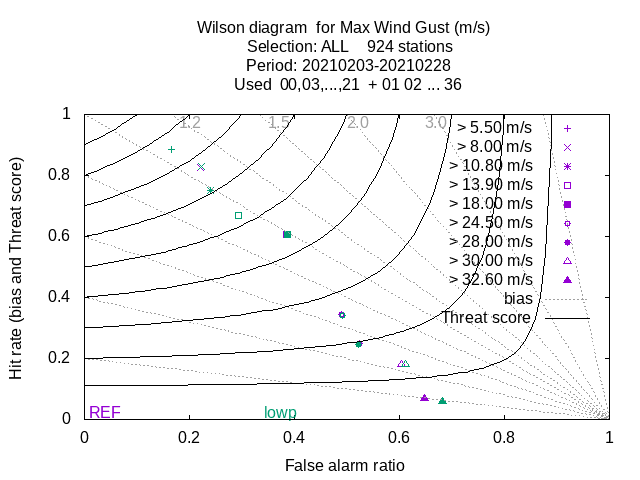 Wilson diagram  for Max Wind Gust (m/s)
Selection: ALL    924 stations
Period: 20210203-20210228
Used  00,03,...,21  + 01 02 ... 36
Hit rate (bias and Threat score)
1
0.8
0.6
0.4
0.2
0
1.2
1.5
2.0
3.0
> 5.50 m/s
> 8.00 m/s
> 10.80 m/s
> 13.90 m/s
> 18.00 m/s
> 24.50 m/s
> 28.00 m/s
> 30.00 m/s
> 32.60 m/s
bias
Threat score
REF
lowp
0
0.2
0.4
0.6
0.8
1
False alarm ratio